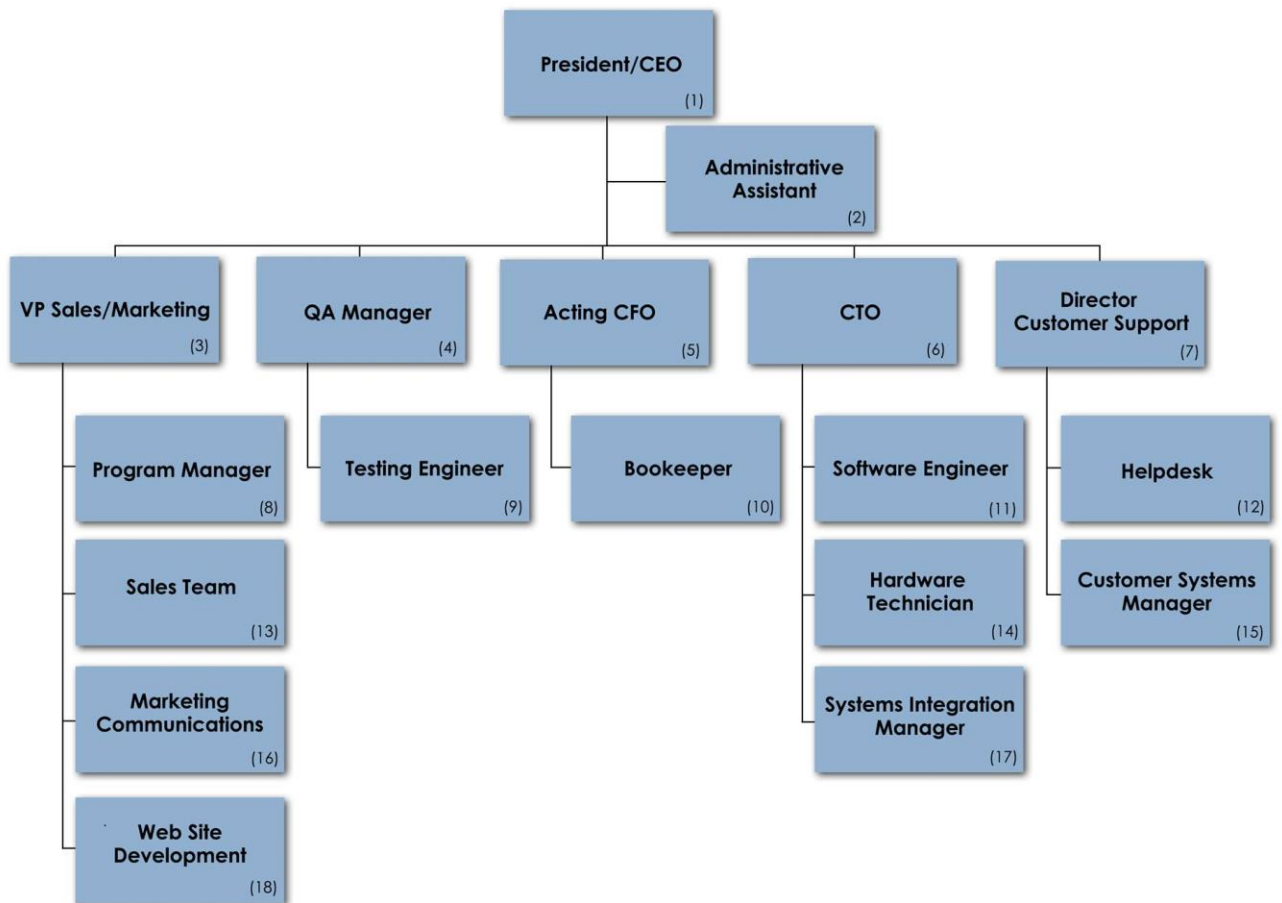 President/CEO
(1)
Administrative
Assistant
(2)
VP Sales/Marketing
(3)
QA Manager
(4)
Acting CFO
(5)
CTO
(6)
Director
Customer Support
(7)
Program Manager
(8)
Testing Engineer
(9)
Bookeeper
(10)
Software Engineer
(11)
Helpdesk
(12)
Sales Team
(13)
Hardware
Technician
(14)
Customer Systems
Manager
(15)
Marketing
Communications
(16)
Systems Integration
Manager
(17)
Web Site
Development
(18)